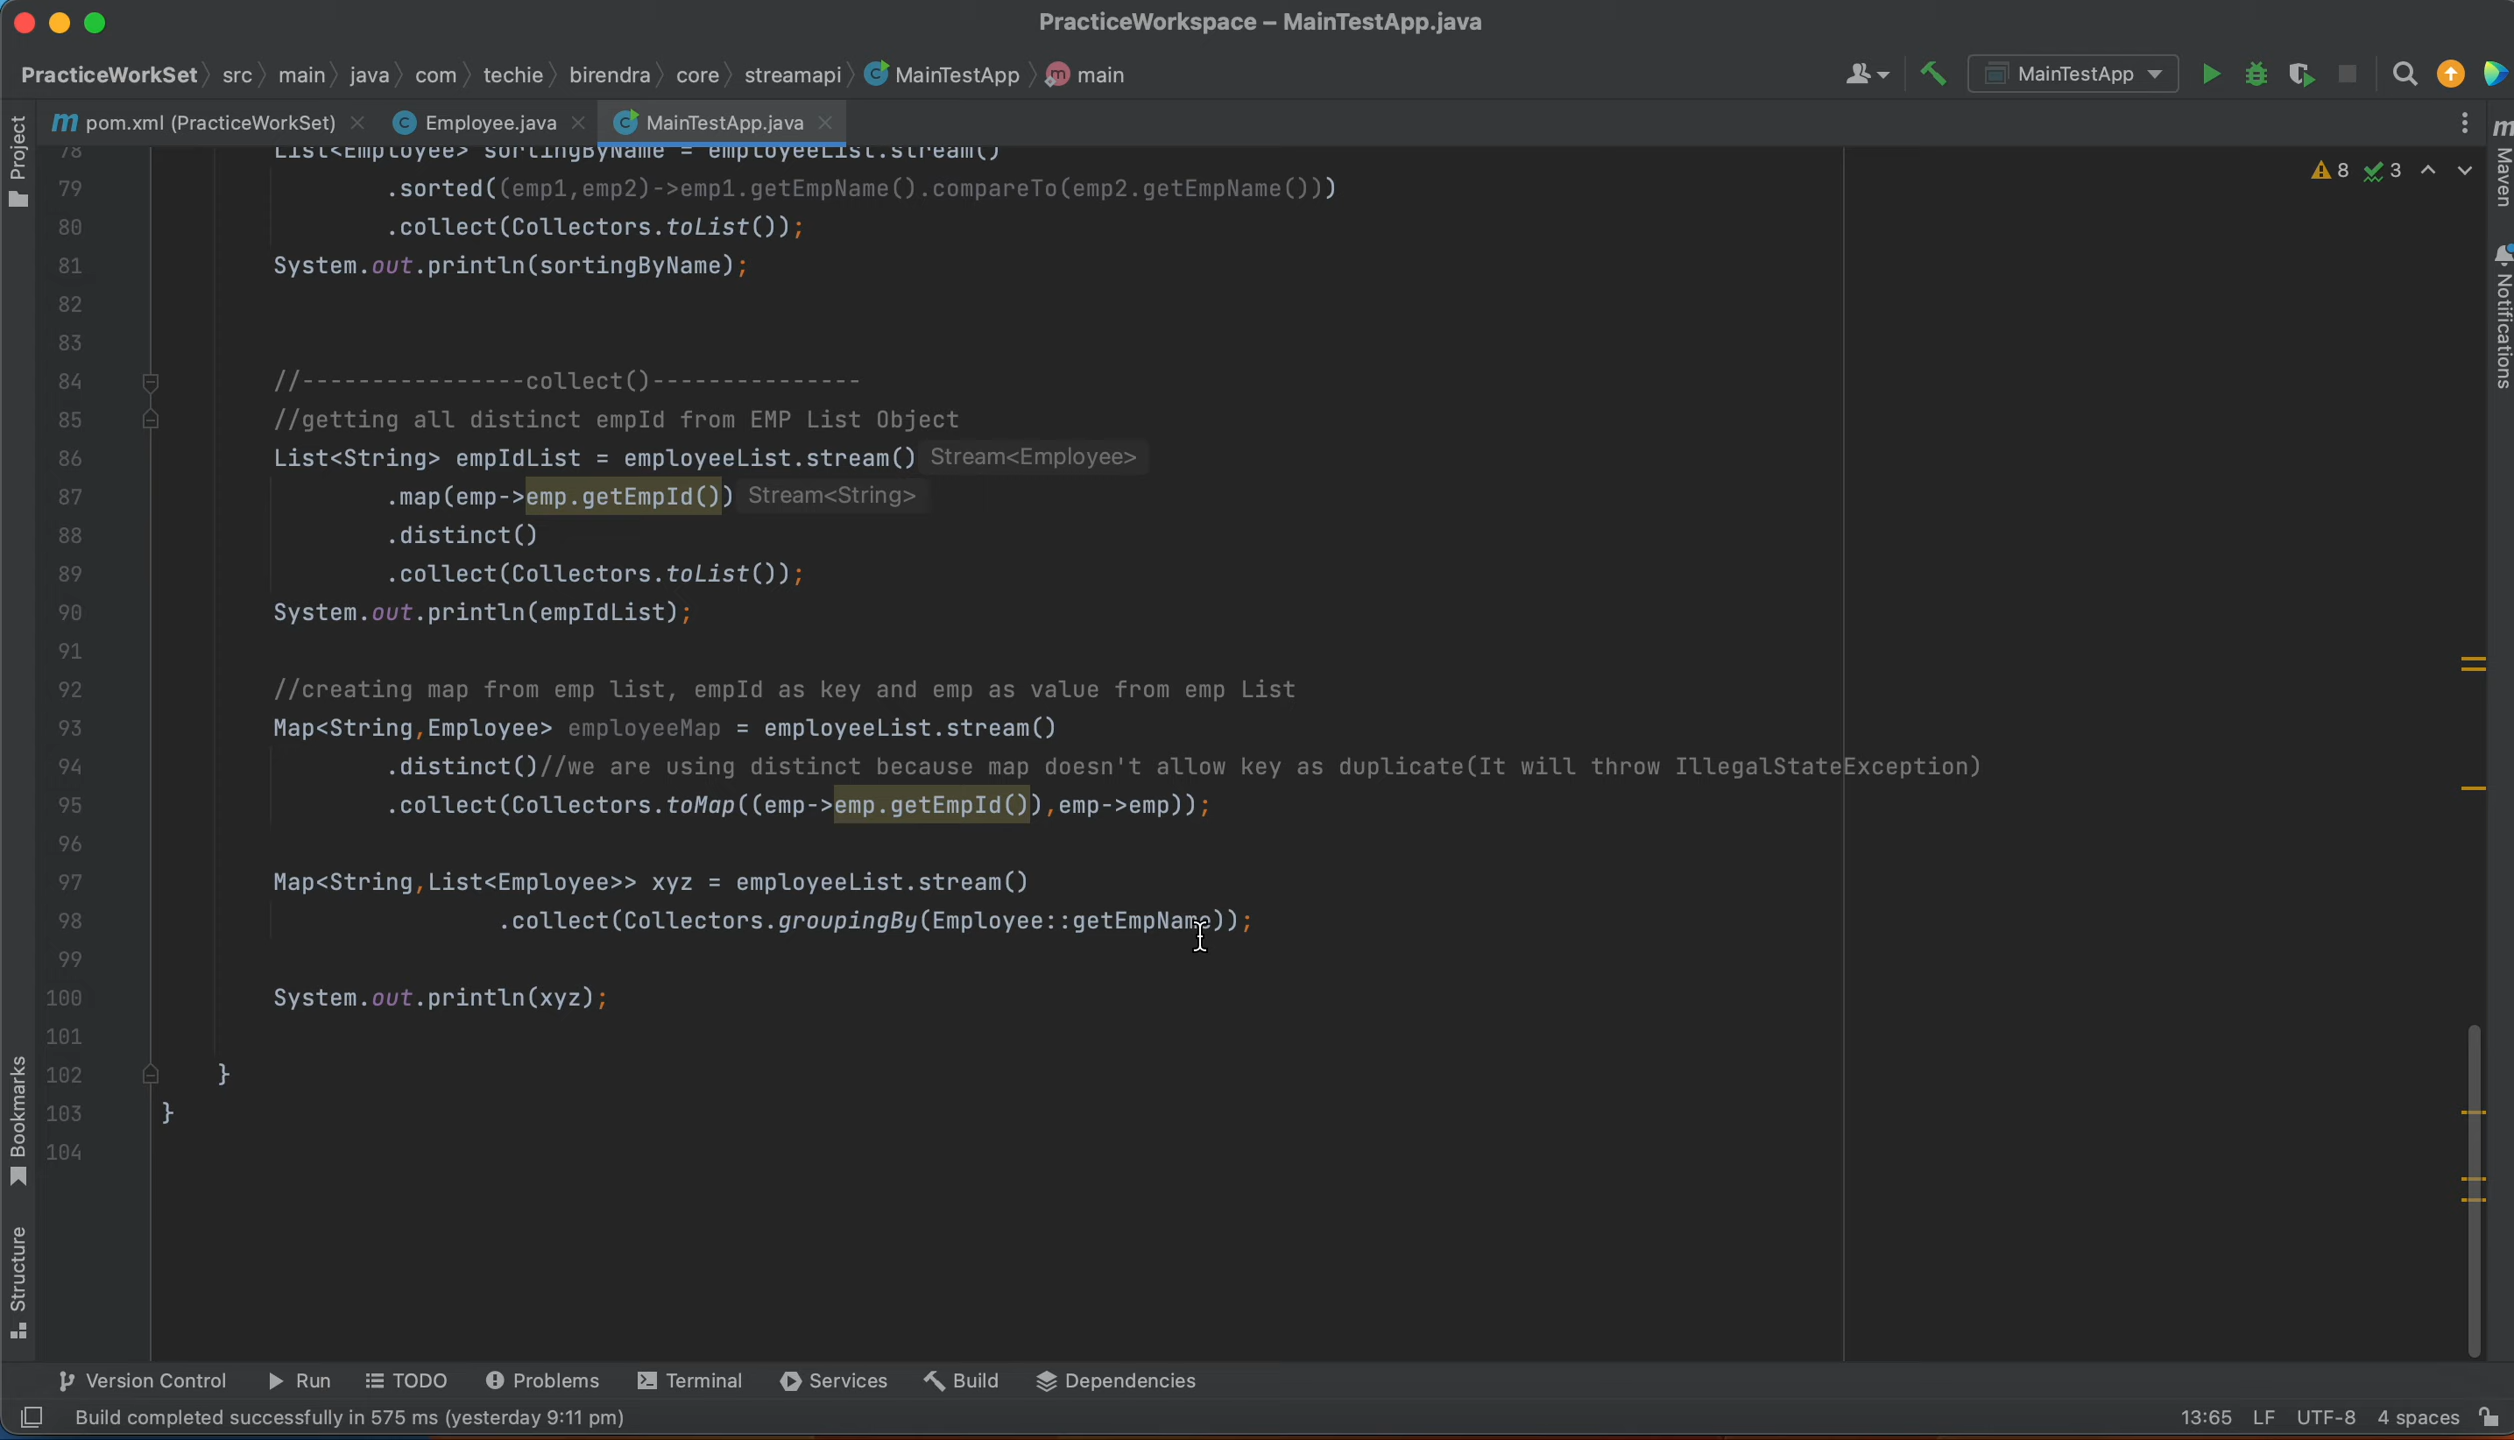 PracticeWorkspace – MainTestApp.java
PracticeWorkSet src main java com techie birendra core streamapi MainTestApp main
MainTestApp
pom.xml (PracticeWorkSet) Employee.java MainTestApp.java
Project
Maven
Notifications
8 3
78 List<Employee> sortingByName = employeeList.stream()
79 .sorted((emp1,emp2)->emp1.getEmpName().compareTo(emp2.getEmpName()))
80 .collect(Collectors.toList());
81 System.out.println(sortingByName);
82
83
84 //----------------collect()---------------
85 //getting all distinct empId from EMP List Object
86 List<String> empIdList = employeeList.stream() Stream<Employee>
87 .map(emp->emp.getEmpId()) Stream<String>
88 .distinct()
89 .collect(Collectors.toList());
90 System.out.println(empIdList);
91
92 //creating map from emp list, empId as key and emp as value from emp List
93 Map<String,Employee> employeeMap = employeeList.stream()
94 .distinct()//we are using distinct because map doesn't allow key as duplicate(It will throw IllegalStateException)
95 .collect(Collectors.toMap((emp->emp.getEmpId()),emp->emp));
96
97 Map<String,List<Employee>> xyz = employeeList.stream()
98 .collect(Collectors.groupingBy(Employee::getEmpName));
99
100 System.out.println(xyz);
101
102 }
103 }
104
Bookmarks
Structure
Version Control Run TODO Problems Terminal Services Build Dependencies
Build completed successfully in 575 ms (yesterday 9:11 pm) 13:65 LF UTF-8 4 spaces